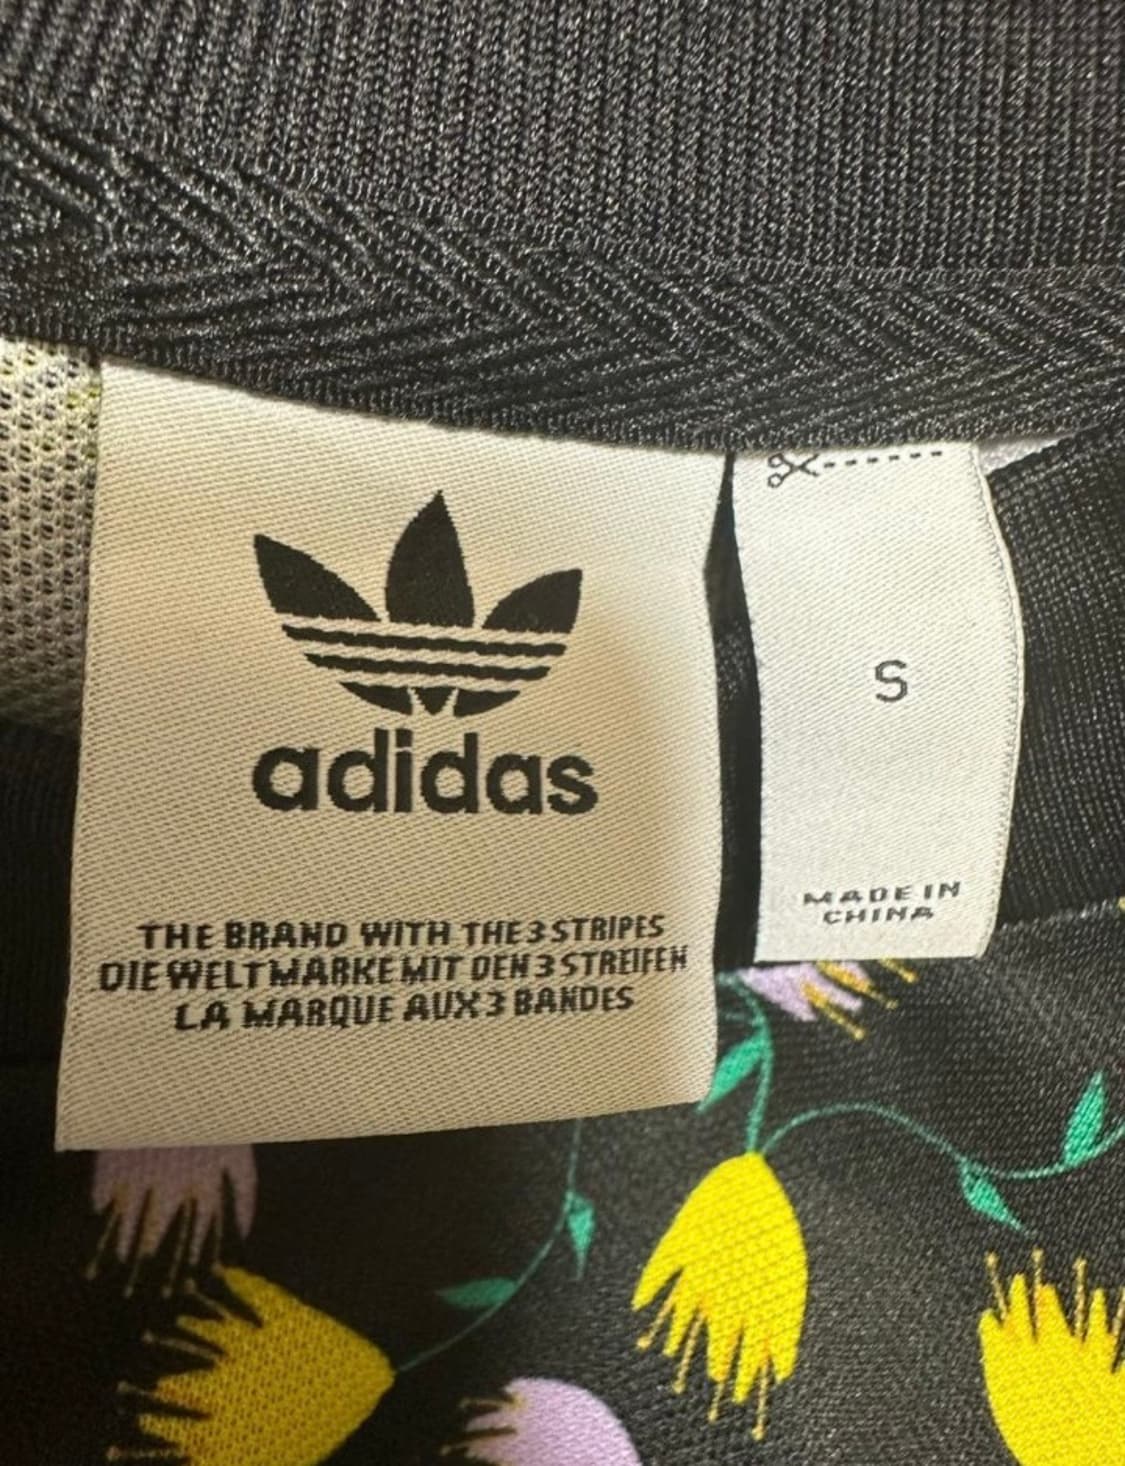 adidas
THE BRAND WITH THE 3 STRIPES
DIE WELTMARKE MIT DEN 3 STREIFEN
LA MARQUE AUX 3 BANDES
S
MADE IN
CHINA